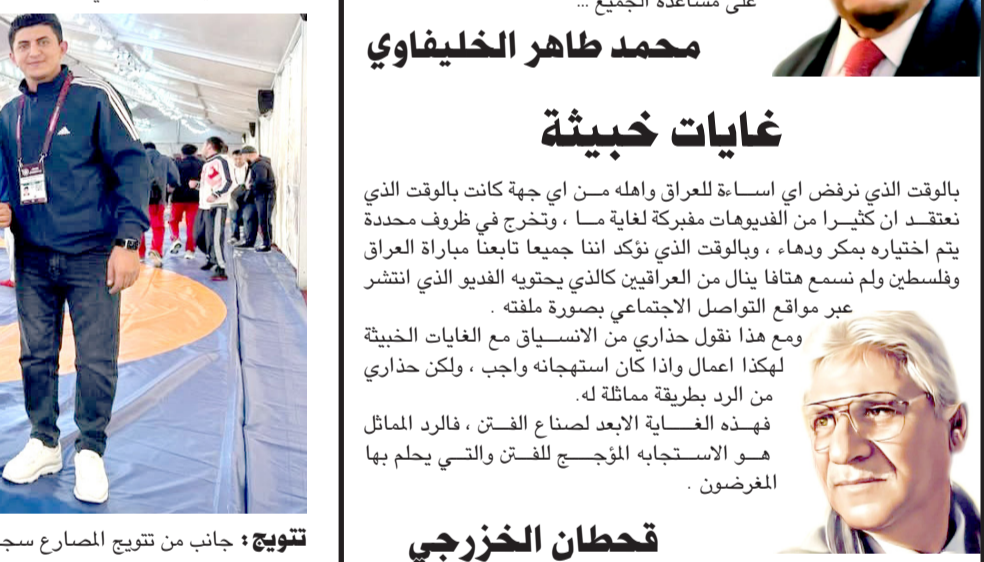 على مساعدة الجميع ...
محمد طاهر الخليفاوي
غايات خبيثة
بالوقت الذي نرفض اي اساءة للعراق واهله من اي جهة كانت بالوقت الذي
نعتقد ان كثيرا من الفديوهات مفبركة لغاية ما ، وتخرج في ظروف محددة
يتم اختياره بمكر ودهاء ، وبالوقت الذي نؤكد اننا جميعا تابعنا مباراة العراق
وفلسطين ولم نسمع هتافا ينال من العراقيين كالذي يحتويه الفديو الذي انتشر
عبر مواقع التواصل الاجتماعي بصورة ملفته .
ومع هذا نقول حذاري من الانسياق مع الغايات الخبيثة
لهكذا اعمال واذا كان استهجانه واجب ، ولكن حذاري
من الرد بطريقة مماثلة له.
فهذه الغاية الابعد لصناع الفتن ، فالرد المماثل
هو الاستجابه المؤجج للفتن والتي يحلم بها
المغرضون .
قحطان الخزرجي
تتويج: جانب من تتويج المصارع